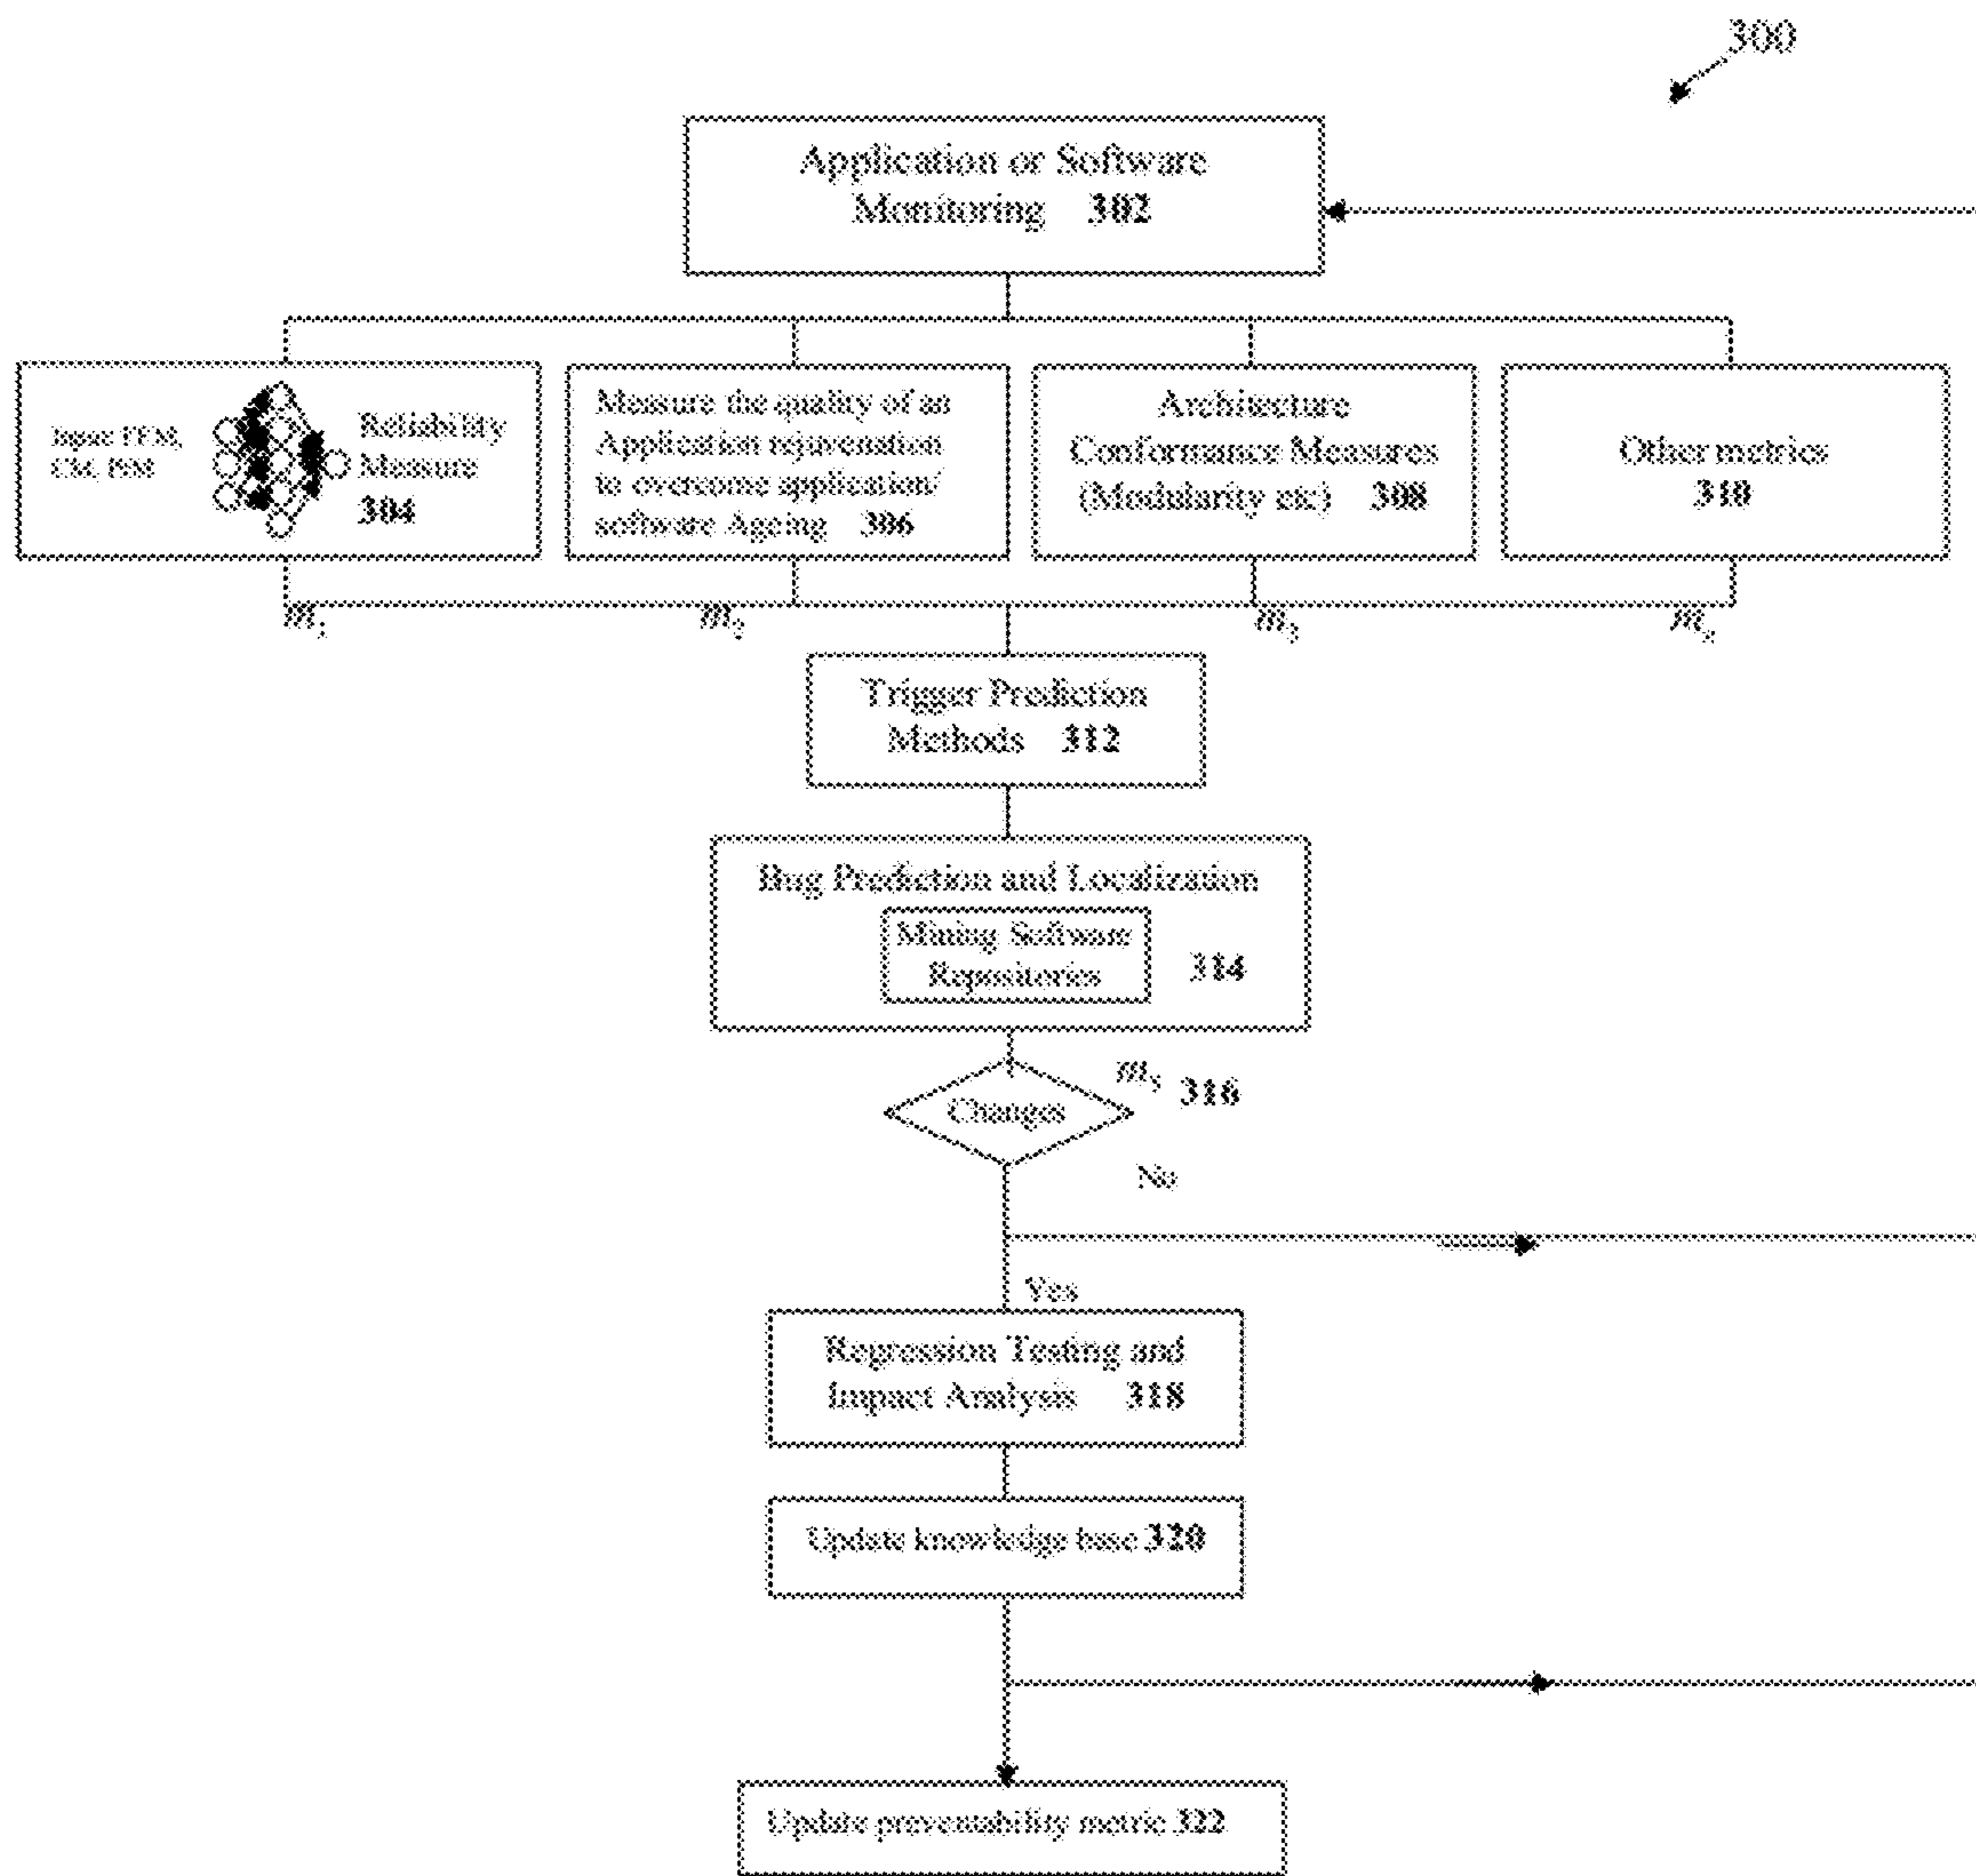 300
Application or Software
Monitoring 302
Input
Reliability
Measure
304
Measure the quality of an
Application rejuvenation
to overcome application/
software Ageing 306
Architecture
Conformance Measures
(Modularity etc) 308
Other metrics
310
m
m
m
m
Trigger Prediction
Methods 312
Bug Prediction and Localization
Mining Software
Repositories
314
m5 316
Changes
No
Yes
Regression Testing and
Impact Analysis 318
Update knowledge base 320
Update preventability metric 322